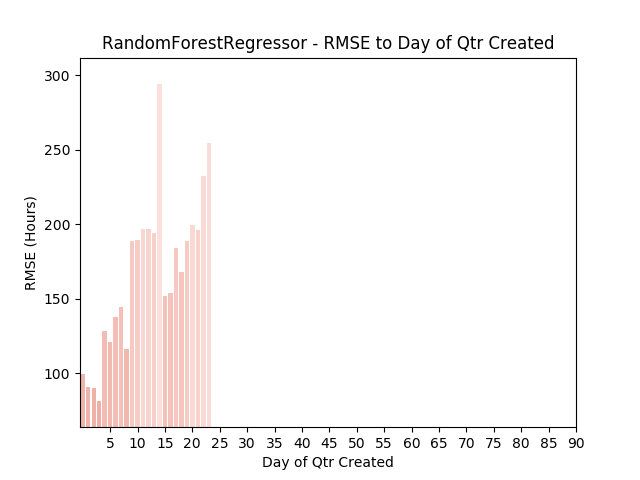 RandomForestRegressor - RMSE to Day of Qtr Created
300
250
200
150
100
RMSE (Hours)
5 10 15 20 25 30 35 40 45 50 55 60 65 70 75 80 85 90
Day of Qtr Created